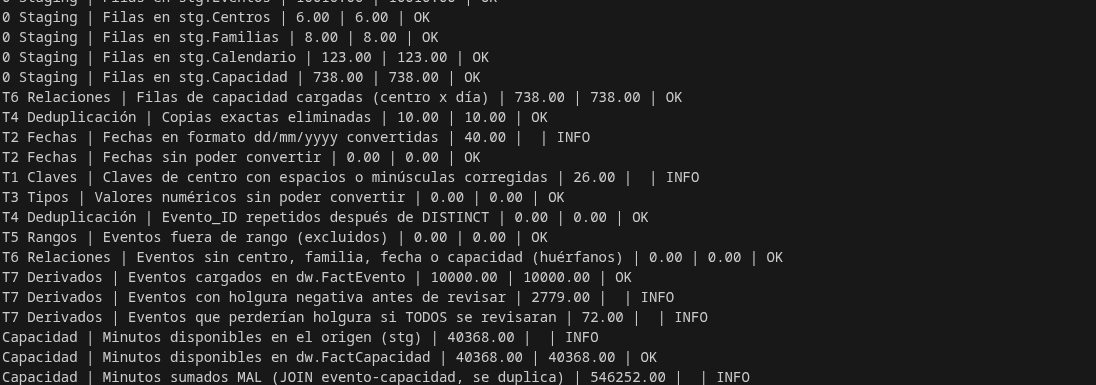 0 Staging | Filas en stg.Eventos | 10010.00 | 10010.00 | OK
0 Staging | Filas en stg.Centros | 6.00 | 6.00 | OK
0 Staging | Filas en stg.Familias | 8.00 | 8.00 | OK
0 Staging | Filas en stg.Calendario | 123.00 | 123.00 | OK
0 Staging | Filas en stg.Capacidad | 738.00 | 738.00 | OK
T6 Relaciones | Filas de capacidad cargadas (centro x día) | 738.00 | 738.00 | OK
T4 Deduplicación | Copias exactas eliminadas | 10.00 | 10.00 | OK
T2 Fechas | Fechas en formato dd/mm/yyyy convertidas | 40.00 |  | INFO
T2 Fechas | Fechas sin poder convertir | 0.00 | 0.00 | OK
T1 Claves | Claves de centro con espacios o minúsculas corregidas | 26.00 |  | INFO
T3 Tipos | Valores numéricos sin poder convertir | 0.00 | 0.00 | OK
T4 Deduplicación | Evento_ID repetidos después de DISTINCT | 0.00 | 0.00 | OK
T5 Rangos | Eventos fuera de rango (excluidos) | 0.00 | 0.00 | OK
T6 Relaciones | Eventos sin centro, familia, fecha o capacidad (huérfanos) | 0.00 | 0.00 | OK
T7 Derivados | Eventos cargados en dw.FactEvento | 10000.00 | 10000.00 | OK
T7 Derivados | Eventos con holgura negativa antes de revisar | 2779.00 |  | INFO
T7 Derivados | Eventos que perderían holgura si TODOS se revisaran | 72.00 |  | INFO
Capacidad | Minutos disponibles en el origen (stg) | 40368.00 |  | INFO
Capacidad | Minutos disponibles en dw.FactCapacidad | 40368.00 | 40368.00 | OK
Capacidad | Minutos sumados MAL (JOIN evento-capacidad, se duplica) | 546252.00 |  | INFO